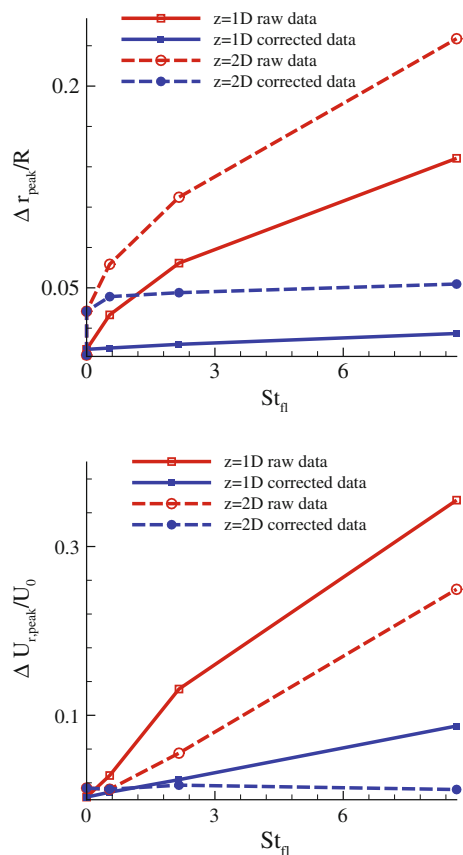 z=1D raw data
z=1D corrected data
z=2D raw data
z=2D corrected data
0.2
0.05
Δ r_peak/R
0 3 6
St_fl
z=1D raw data
z=1D corrected data
z=2D raw data
z=2D corrected data
0.3
0.1
Δ U_r,peak/U_0
0 3 6
St_fl